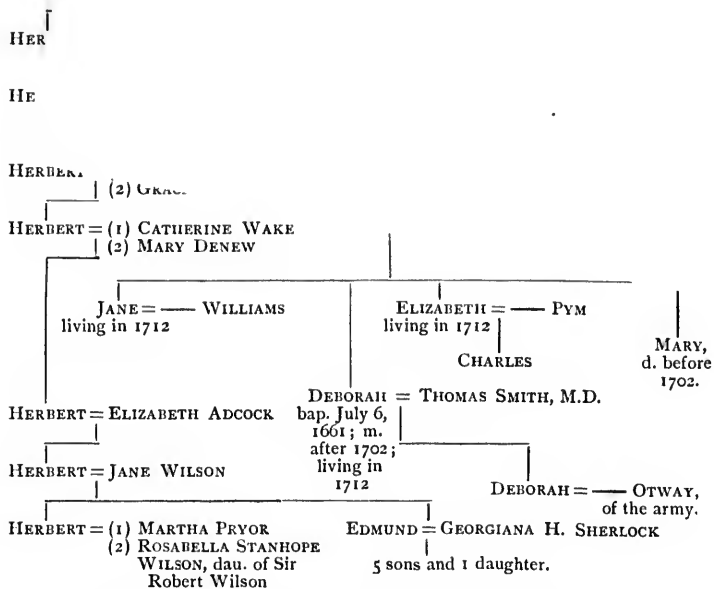 HERBERT = (1) CATHERINE WAKE
(2) MARY DENEW
JANE = — WILLIAMS
living in 1712
ELIZABETH = — PYM
living in 1712
CHARLES
MARY,
d. before
1702.
HERBERT = ELIZABETH ADCOCK
DEBORAH = THOMAS SMITH, M.D.
bap. July 6,
1661; m.
after 1702;
living in
1712
HERBERT = JANE WILSON
DEBORAH = — OTWAY,
of the army.
HERBERT = (1) MARTHA PRYOR
(2) ROSABELLA STANHOPE
WILSON, dau. of Sir
Robert Wilson
EDMUND = GEORGIANA H. SHERLOCK
5 sons and 1 daughter.